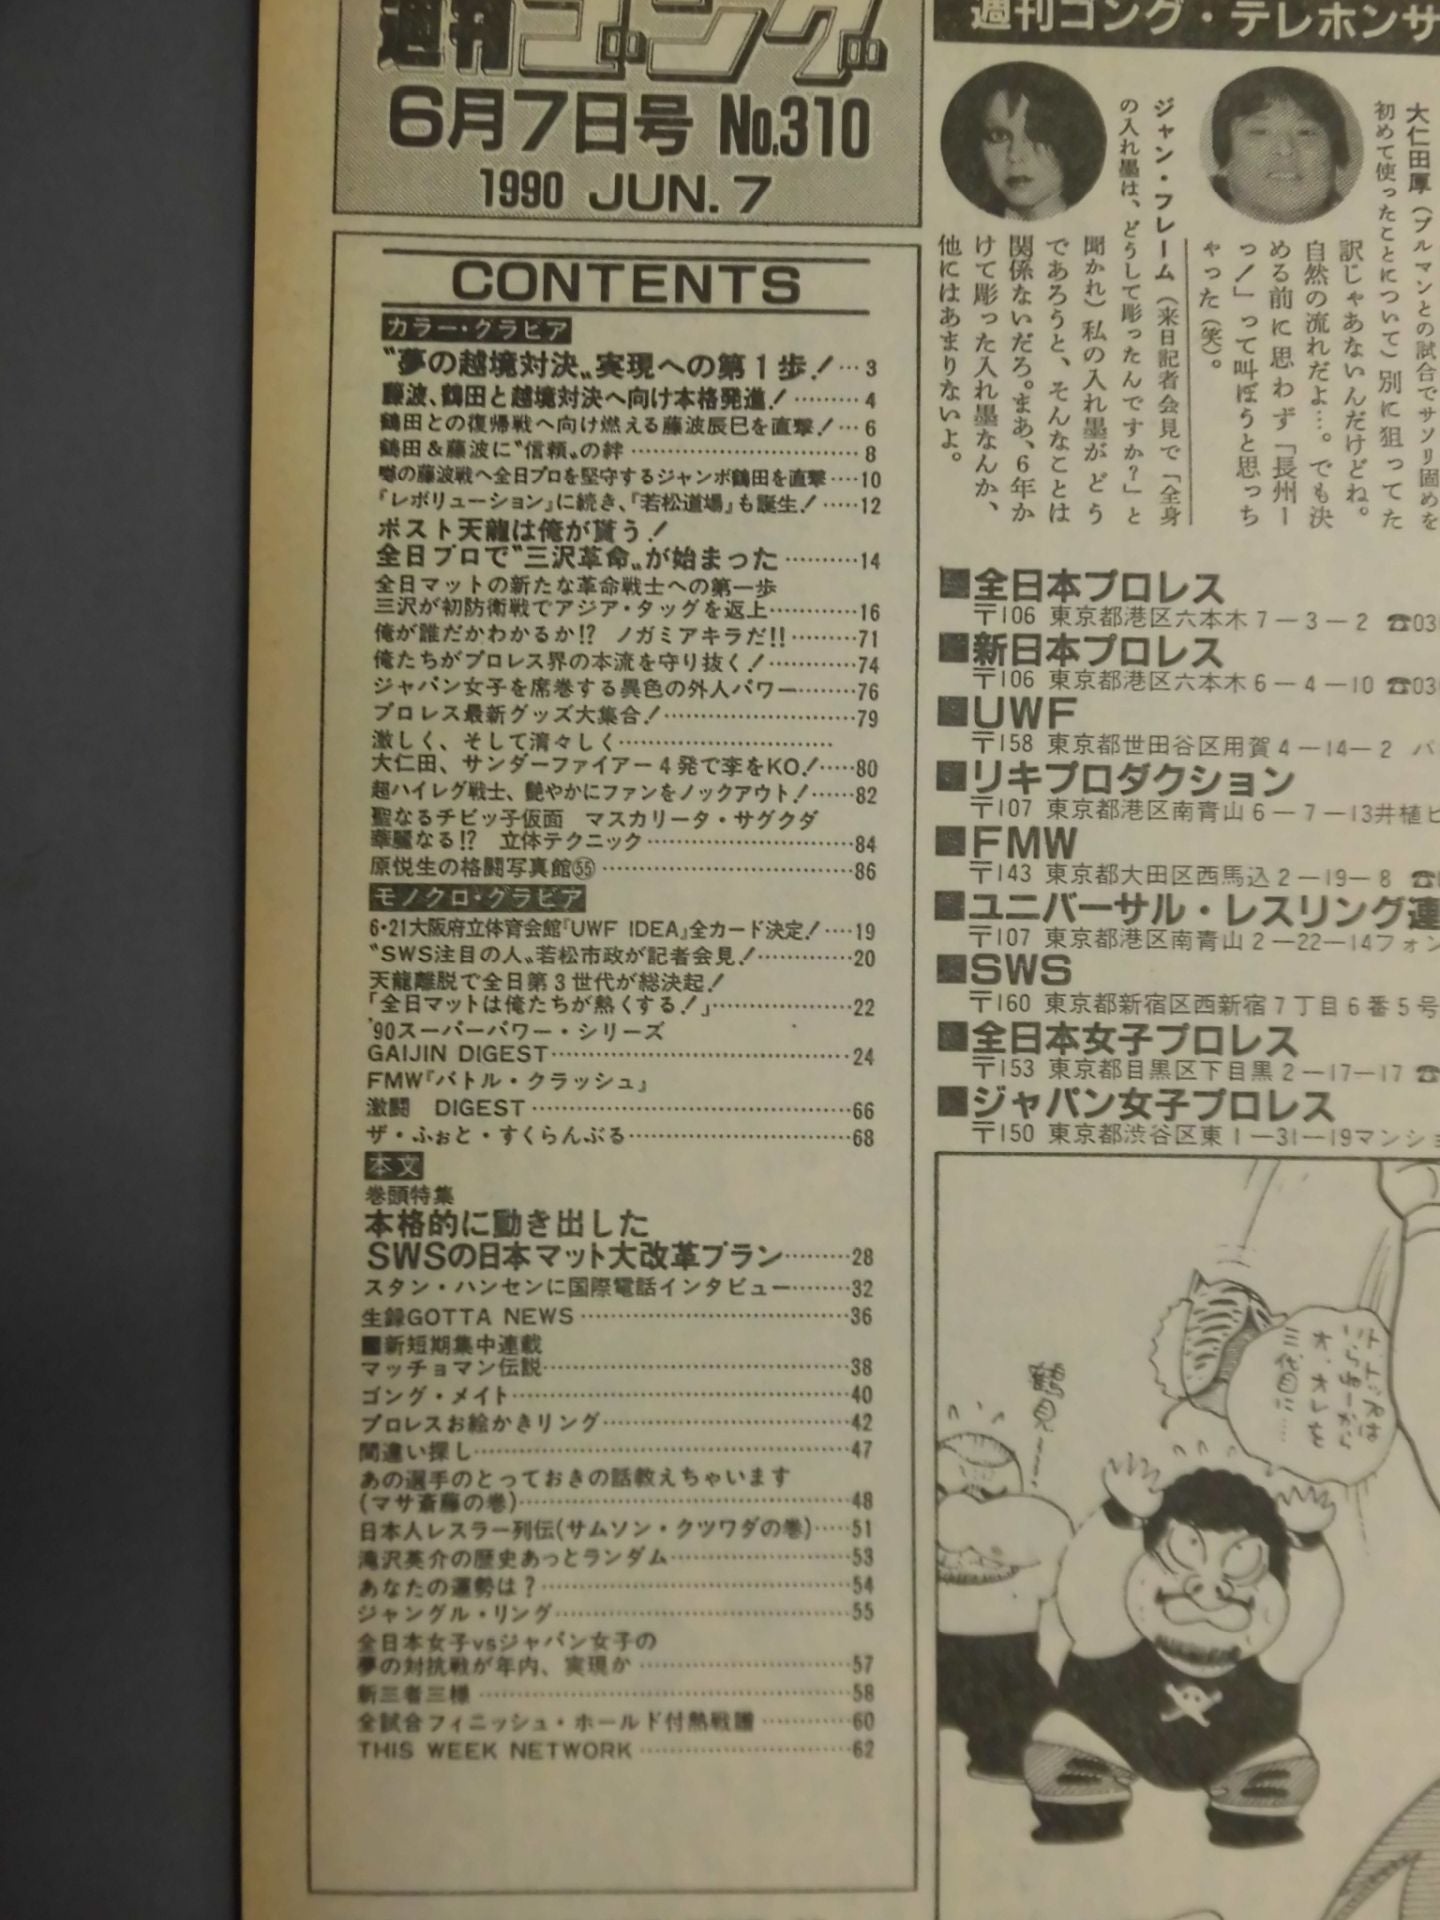 週刊ゴング
6月7日号 No.310
1990 JUN. 7
CONTENTS
カラー・グラビア
〝夢の越境対決〟実現への第1歩!…3
藤波、鶴田と越境対決へ向け本格発進!………4
鶴田との復帰戦へ向け燃える藤波辰巳を直撃!…6
鶴田&藤波に〝信頼〟の絆……………………8
噂の藤波戦へ全日プロを堅守するジャンボ鶴田を直撃…10
『レボリューション』に続き、『若松道場』も誕生!……12
ポスト天龍は俺が貰う!
全日プロで〝三沢革命〟が始まった………14
全日マットの新たな革命戦士への第一歩
三沢が初防衛戦でアジア・タッグを返上…………16
俺が誰だかわかるか!? ノガミアキラだ!!………71
俺たちがプロレス界の本流を守り抜く!…………74
ジャパン女子を席巻する異色の外人パワー………76
プロレス最新グッズ大集合!………………………79
激しく、そして清々しく…………………………
大仁田、サンダーファイアー4発で李をKO!……80
超ハイレグ戦士、艶やかにファンをノックアウト!……82
聖なるチビッ子仮面 マスカリータ・サグクダ
華麗なる!? 立体テクニック……………………84
原悦生の格闘写真館㊺……………………………86
モノクロ・グラビア
6・21大阪府立体育会館『UWF IDEA』全カード決定!…19
〝SWS注目の人〟若松市政が記者会見!…………20
天龍離脱で全日第3世代が総決起!
「全日マットは俺たちが熱くする!」………………22
'90スーパーパワー・シリーズ
GAIJIN DIGEST……………………………………24
FMW『バトル・クラッシュ』
激闘 DIGEST………………………………………66
ザ・ふぉと・すくらんぶる…………………………68
本文
巻頭特集
本格的に動き出した
SWSの日本マット大改革プラン………28
スタン・ハンセンに国際電話インタビュー………32
生録GOTTA NEWS………………………………36
■新短期集中連載
マッチョマン伝説……………………………………38
ゴング・メイト………………………………………40
プロレスお絵かきリング……………………………42
間違い探し……………………………………………47
あの選手のとっておきの話教えちゃいます
(マサ斎藤の巻)………………………………………48
日本人レスラー列伝(サムソン・クツワダの巻)……51
滝沢英介の歴史あっとランダム……………………53
あなたの運勢は?……………………………………54
ジャングル・リング…………………………………55
全日本女子vsジャパン女子の
夢の対抗戦が年内、実現か…………………………57
新三者三様……………………………………………58
全試合フィニッシュ・ホールド付熱戦譜…………60
THIS WEEK NETWORK……………………………62
週刊ゴング・テレホンサ
大仁田厚(ブルマンとの試合でサソリ固めを
初めて使ったことについて)別に狙ってた
訳じゃあないんだけどね。
自然の流れだよ…。でも決
める前に思わず「長州ー
っ!」って叫ぼうと思っち
ゃった(笑)。
ジャン・フレーム(来日記者会見で「全身
の入れ墨は、どうして彫ったんですか?」と
聞かれ)私の入れ墨がどう
であろうと、そんなことは
関係ないだろ。まあ、6年か
けて彫った入れ墨なんか、
他にはあまりないよ。
■全日本プロレス
〒106 東京都港区六本木7−3−2 ☎03
■新日本プロレス
〒106 東京都港区六本木6−4−10 ☎03
■UWF
〒158 東京都世田谷区用賀4−14−2 パ
■リキプロダクション
〒107 東京都港区南青山6−7−13井植ビ
■FMW
〒143 東京都大田区西馬込2−19−8 ☎
■ユニバーサル・レスリング連
〒107 東京都港区南青山2−22−14フォン
■SWS
〒160 東京都新宿区西新宿7丁目6番5号
■全日本女子プロレス
〒153 東京都目黒区下目黒2−17−17 ☎
■ジャパン女子プロレス
〒150 東京都渋谷区東1−31−19マンショ
トトップは
いらねーから
オ、オレを
三代目に…
鶴見ー